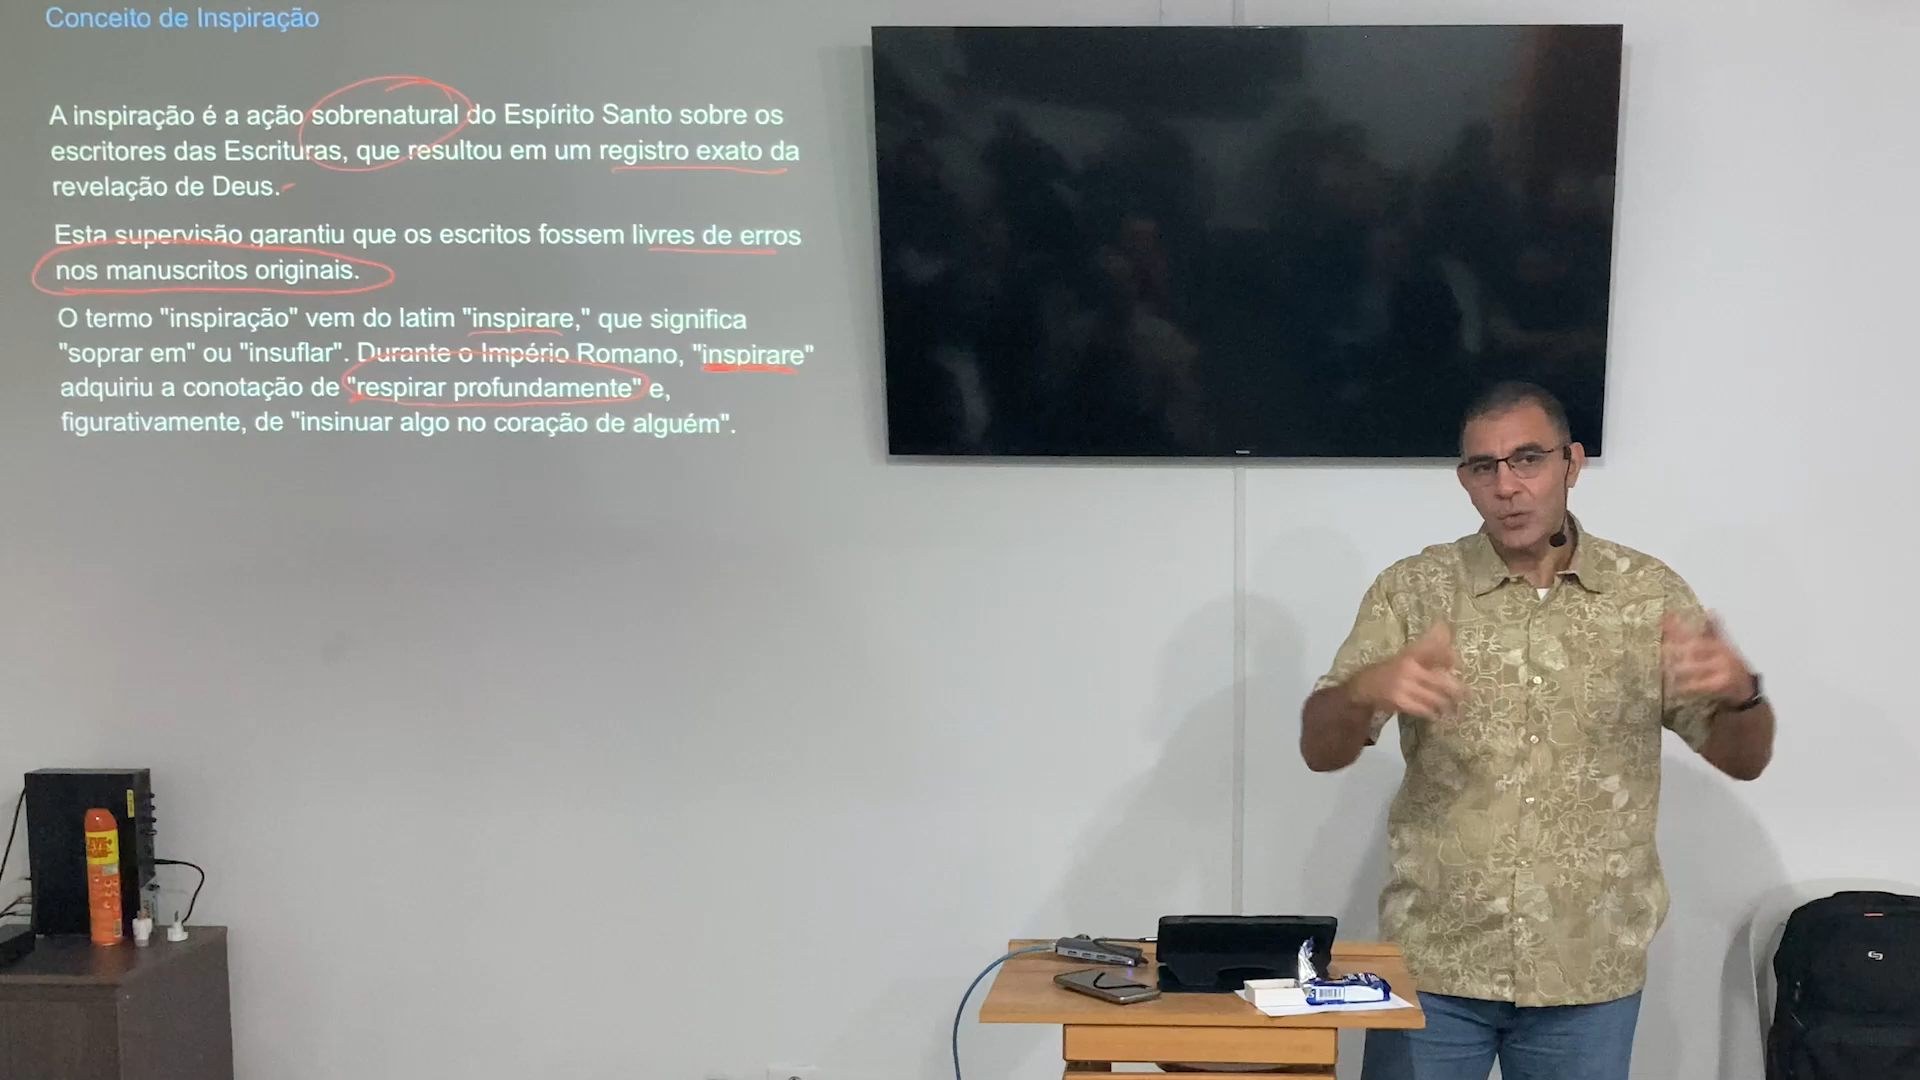 Conceito de Inspiração
A inspiração é a ação sobrenatural do Espírito Santo sobre os
escritores das Escrituras, que resultou em um registro exato da
revelação de Deus.
Esta supervisão garantiu que os escritos fossem livres de erros
nos manuscritos originais.
O termo "inspiração" vem do latim "inspirare," que significa
"soprar em" ou "insuflar". Durante o Império Romano, "inspirare"
adquiriu a conotação de "respirar profundamente" e,
figurativamente, de "insinuar algo no coração de alguém".